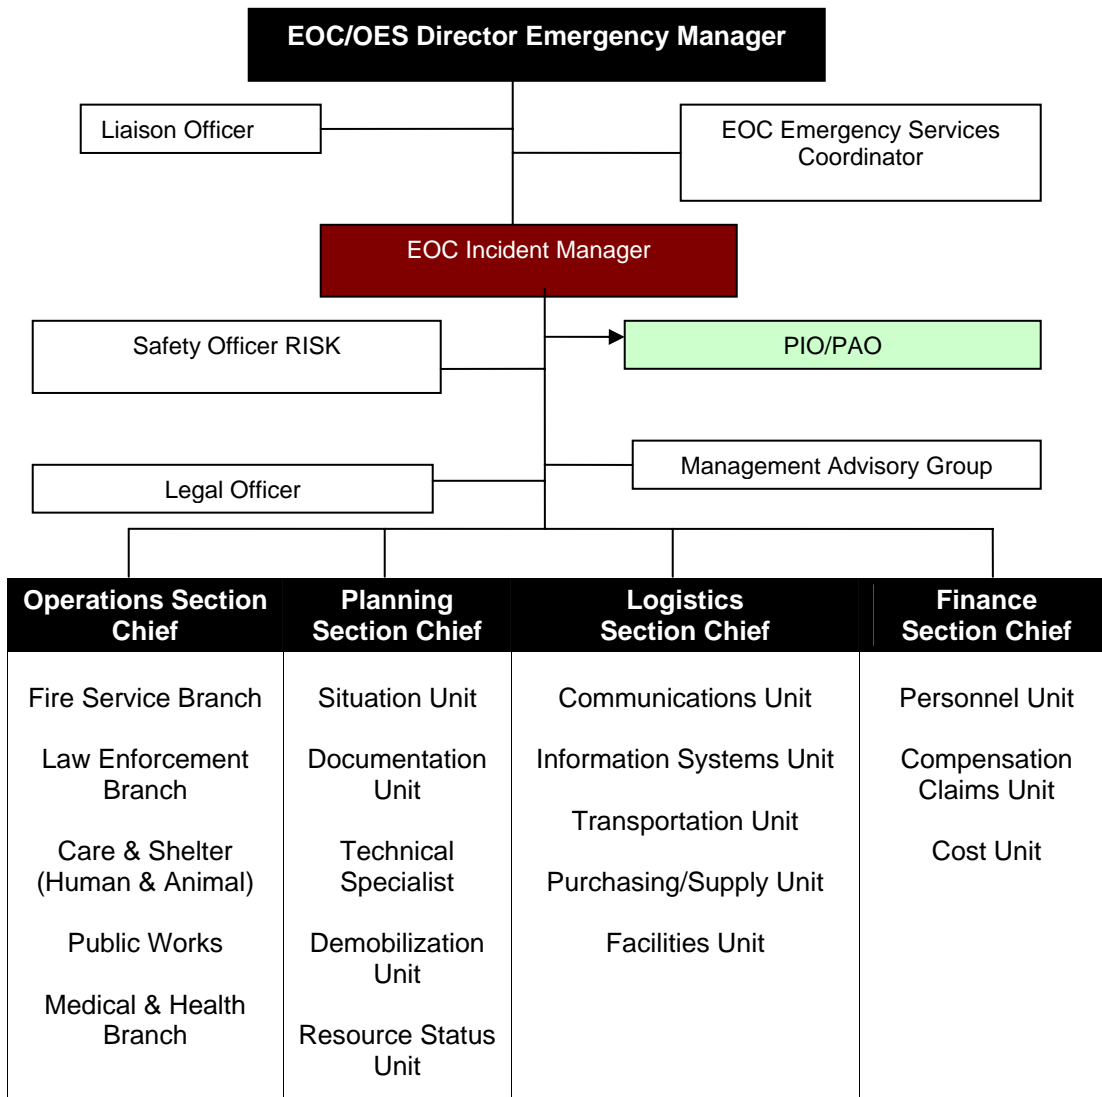 EOC/OES Director Emergency Manager
Liaison Officer
EOC Emergency Services
Coordinator
EOC Incident Manager
Safety Officer RISK
PIO/PAO
Management Advisory Group
Legal Officer
Operations Section
Chief
Fire Service Branch
Law Enforcement
Branch
Care & Shelter
(Human & Animal)
Public Works
Medical & Health
Branch
Planning
Section Chief
Situation Unit
Documentation
Unit
Technical
Specialist
Demobilization
Unit
Resource Status
Unit
Logistics
Section Chief
Communications Unit
Information Systems Unit
Transportation Unit
Purchasing/Supply Unit
Facilities Unit
Finance
Section Chief
Personnel Unit
Compensation
Claims Unit
Cost Unit